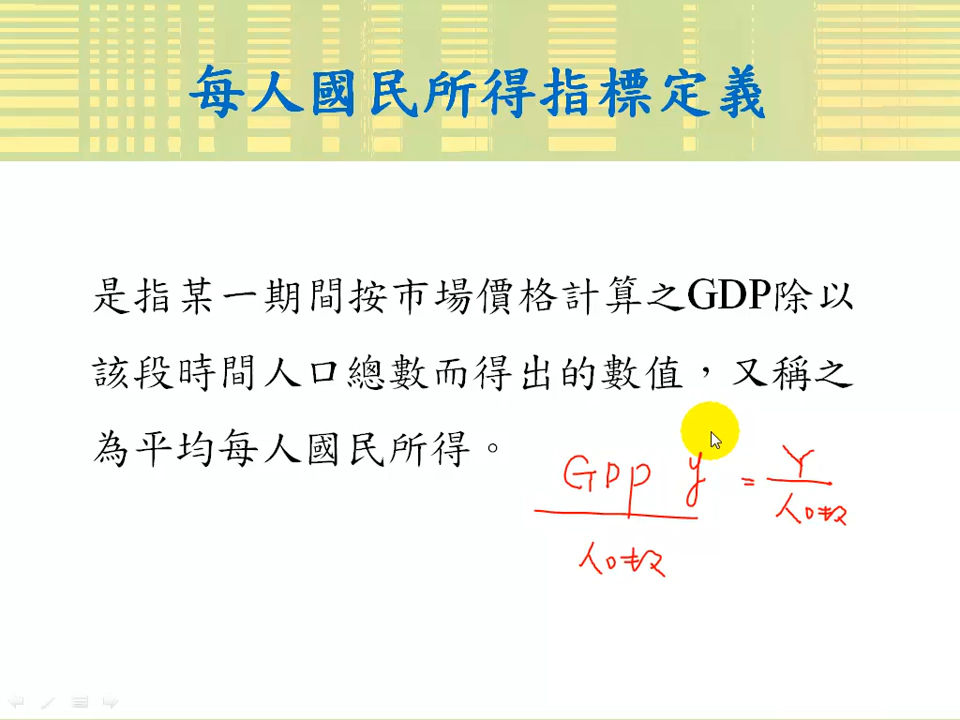 每人國民所得指標定義
是指某一期間按市場價格計算之GDP除以
該段時間人口總數而得出的數值，又稱之
為平均每人國民所得。
GDP y = Y
人口數
人口數